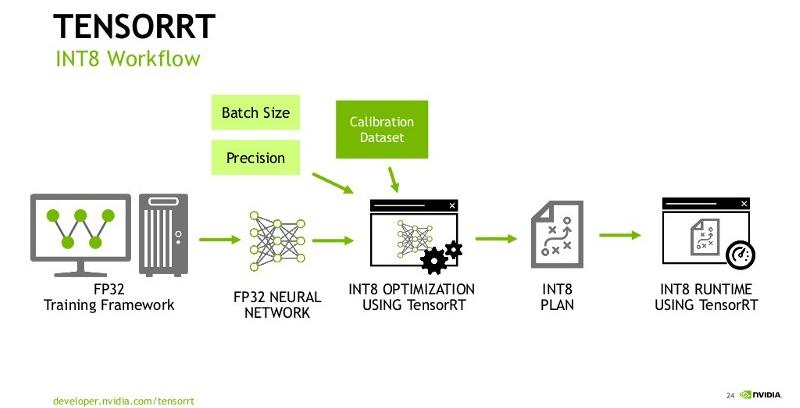 TENSORRT
INT8 Workflow
Batch Size
Precision
Calibration
Dataset
FP32
Training Framework
FP32 NEURAL
NETWORK
INT8 OPTIMIZATION
USING TensorRT
INT8
PLAN
INT8 RUNTIME
USING TensorRT
developer.nvidia.com/tensorrt
24 NVIDIA.